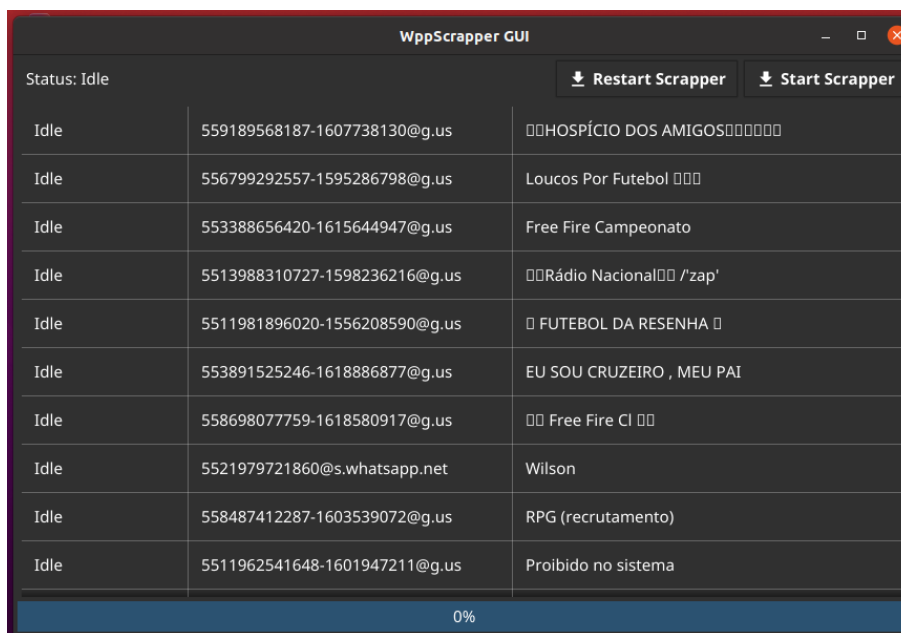 WppScrapper GUI
Status: Idle Restart Scrapper Start Scrapper
Idle 559189568187-1607738130@g.us ▯▯HOSPÍCIO DOS AMIGOS▯▯▯▯▯▯
Idle 556799292557-1595286798@g.us Loucos Por Futebol ▯▯▯
Idle 553388656420-1615644947@g.us Free Fire Campeonato
Idle 5513988310727-1598236216@g.us ▯▯Rádio Nacional▯▯ /'zap'
Idle 5511981896020-1556208590@g.us ▯ FUTEBOL DA RESENHA ▯
Idle 553891525246-1618886877@g.us EU SOU CRUZEIRO , MEU PAI
Idle 558698077759-1618580917@g.us ▯▯ Free Fire Cl ▯▯
Idle 5521979721860@s.whatsapp.net Wilson
Idle 558487412287-1603539072@g.us RPG (recrutamento)
Idle 5511962541648-1601947211@g.us Proibido no sistema
0%